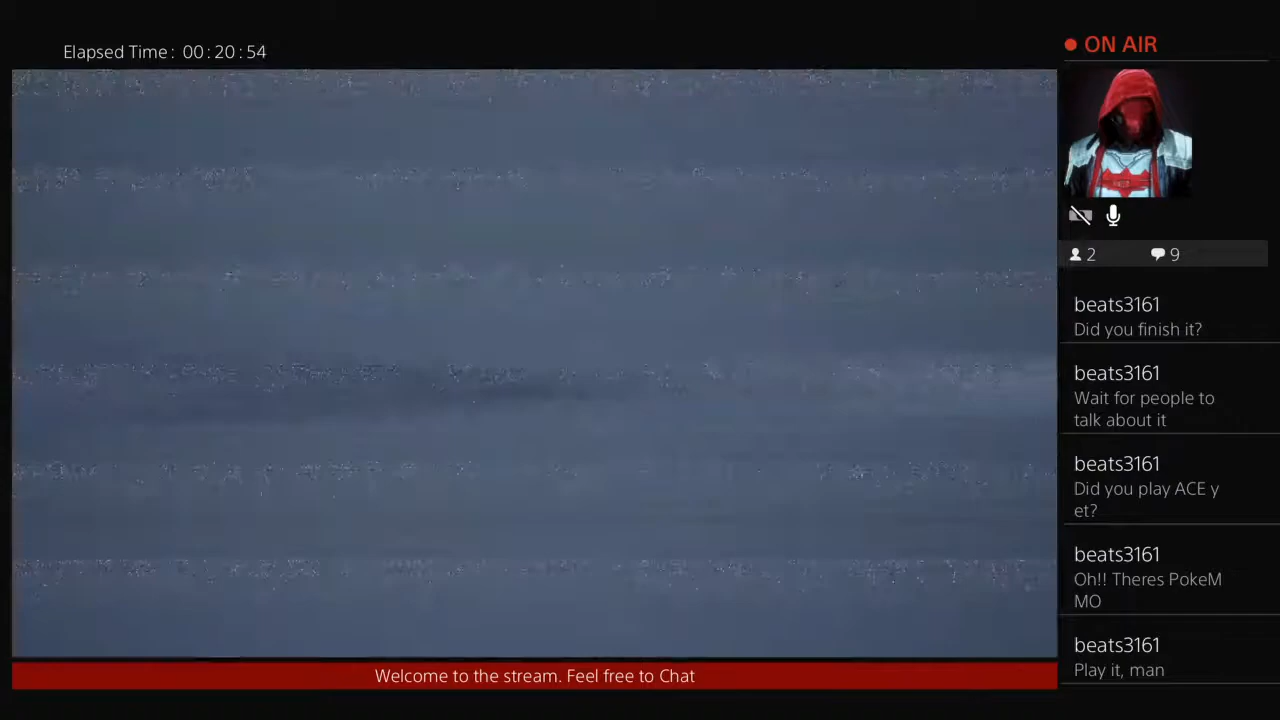 Elapsed Time: 00:20:54
ON AIR
2
9
beats3161
Did you finish it?
beats3161
Wait for people to
talk about it
beats3161
Did you play ACE y
et?
beats3161
Oh!! Theres PokeM
MO
beats3161
Play it, man
Welcome to the stream. Feel free to Chat